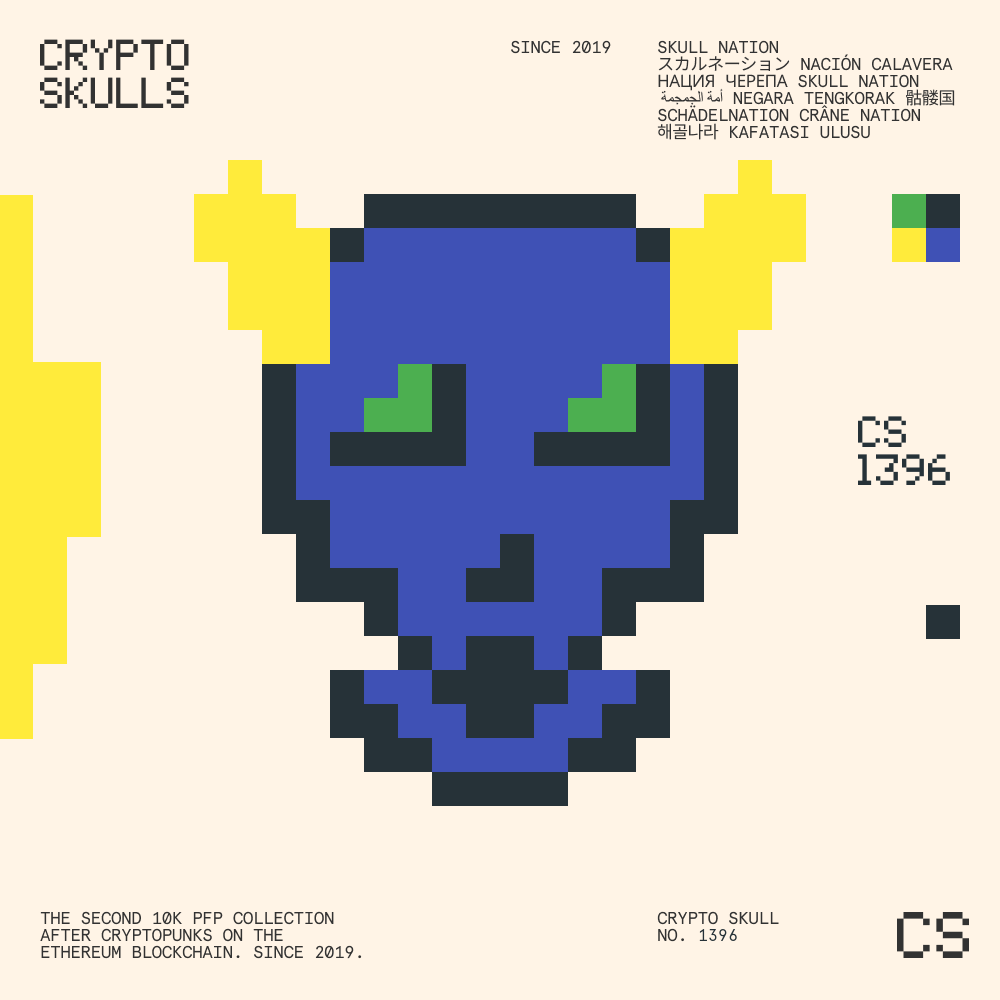 CRYPTO
SKULLS
SINCE 2019
SKULL NATION
スカルネーション NACIÓN CALAVERA
НАЦИЯ ЧЕРЕПА SKULL NATION
أمة الجمجمة NEGARA TENGKORAK 骷髅国
SCHÄDELNATION CRÂNE NATION
해골나라 KAFATASI ULUSU
CS
1396
THE SECOND 10K PFP COLLECTION
AFTER CRYPTOPUNKS ON THE
ETHEREUM BLOCKCHAIN. SINCE 2019.
CRYPTO SKULL
NO. 1396
CS